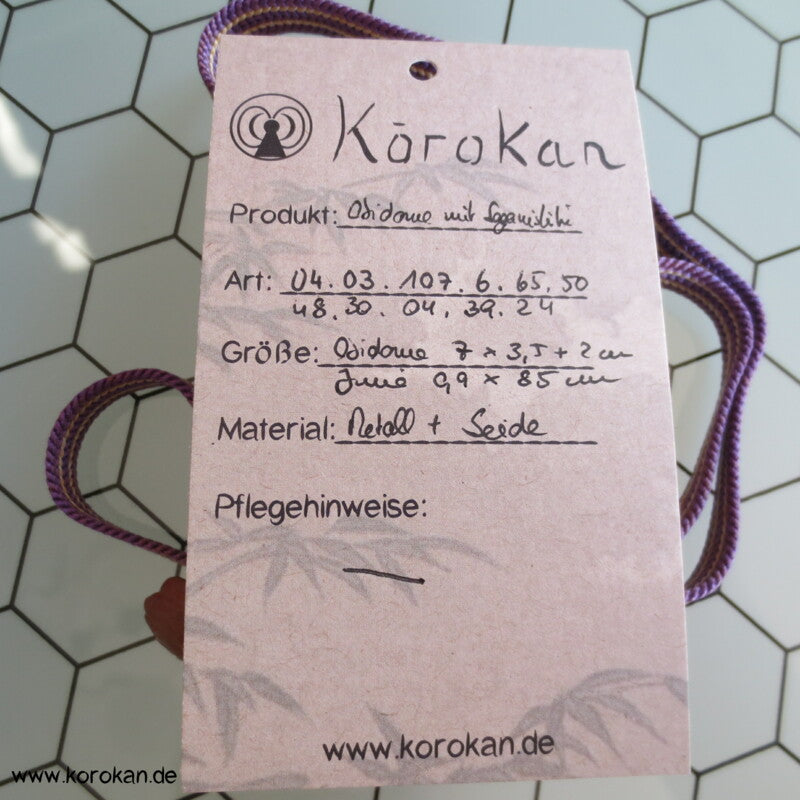 Kōrokan
Produkt: Obidome mit Saganishiki
Art: 04.03.107.6.65.50
48.30.04.39.24
Größe: Obidome 7 x 3,5 + 2 cm
0,9 x 85 cm
Material: Metall + Seide
Pflegehinweise:
www.korokan.de
www.korokan.de